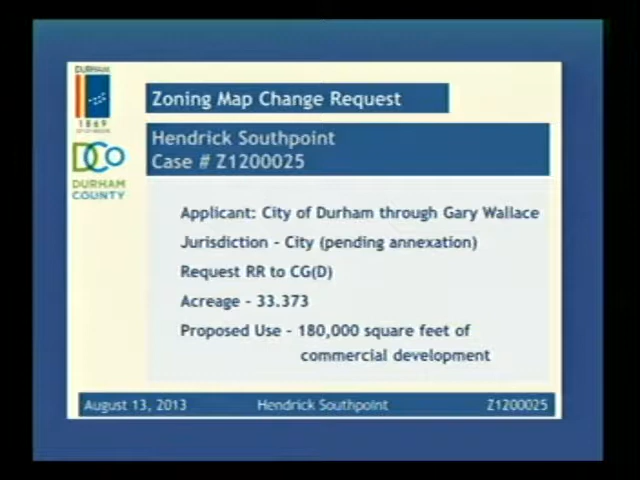 DURHAM
1869
DCO
DURHAM
COUNTY
Zoning Map Change Request
Hendrick Southpoint
Case # Z1200025
Applicant: City of Durham through Gary Wallace
Jurisdiction - City (pending annexation)
Request RR to CG(D)
Acreage - 33.373
Proposed Use - 180,000 square feet of
commercial development
August 13, 2013 Hendrick Southpoint Z1200025